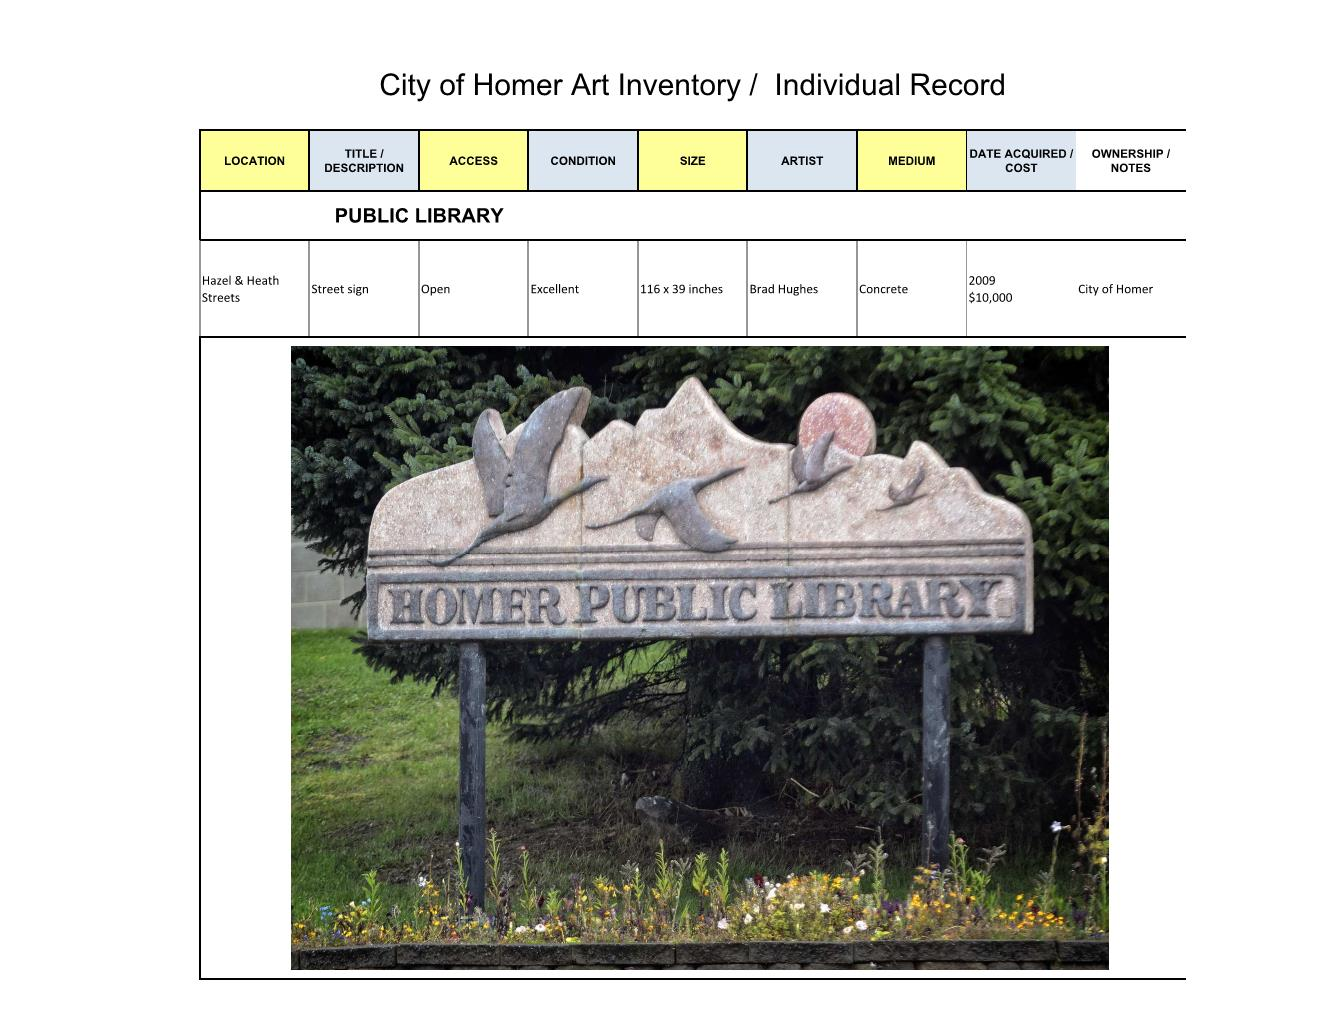 City of Homer Art Inventory /  Individual Record
LOCATION
TITLE /
DESCRIPTION
ACCESS
CONDITION
SIZE
ARTIST
MEDIUM
DATE ACQUIRED /
COST
OWNERSHIP /
NOTES
PUBLIC LIBRARY
Hazel & Heath
Streets
Street sign
Open
Excellent
116 x 39 inches
Brad Hughes
Concrete
2009
$10,000
City of Homer
HOMER PUBLIC LIBRARY